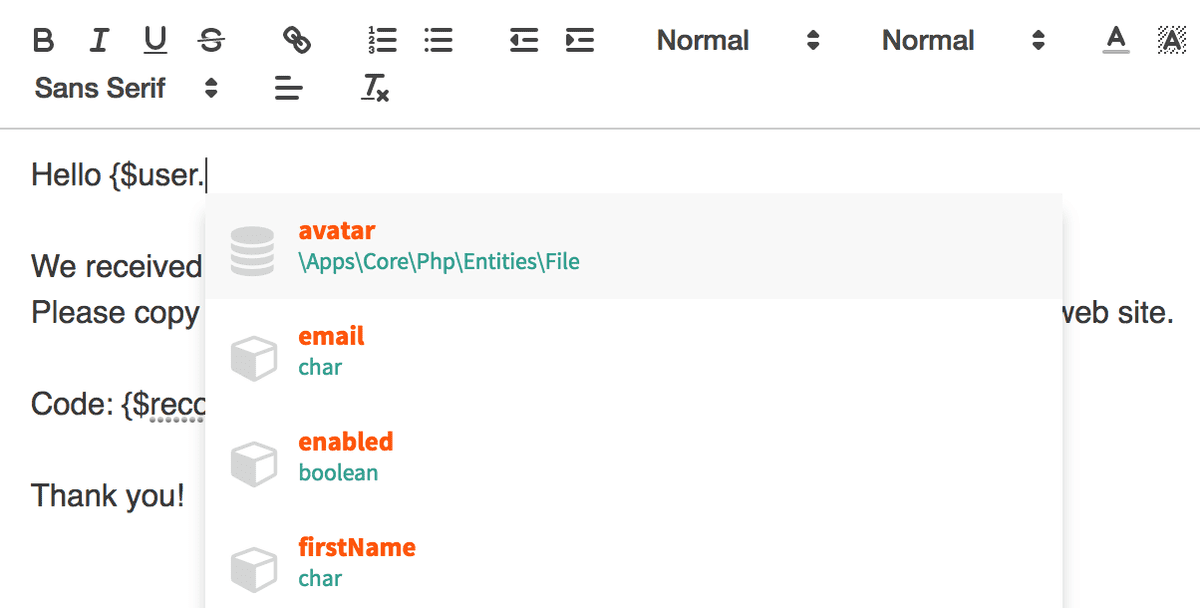 B I U S Normal Normal A A
Sans Serif Tx
Hello {$user.
avatar
\Apps\Core\Php\Entities\File
We received
Please copy web site.
email
char
Code: {$reco
enabled
boolean
Thank you!
firstName
char